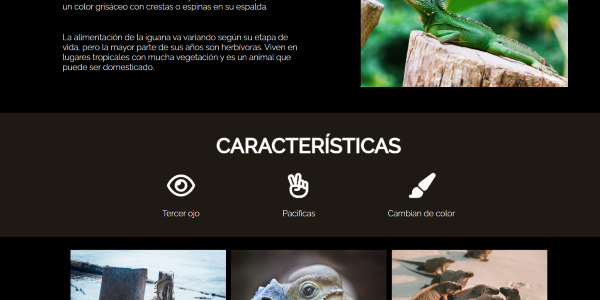 un color grisáceo con crestas o espinas en su espalda.
La alimentación de la iguana va variando según su etapa de
vida, pero la mayor parte de sus años son herbívoras. Viven en
lugares tropicales con mucha vegetación y es un animal que
puede ser domesticado.
CARACTERÍSTICAS
Tercer ojo
Pacificas
Cambian de color